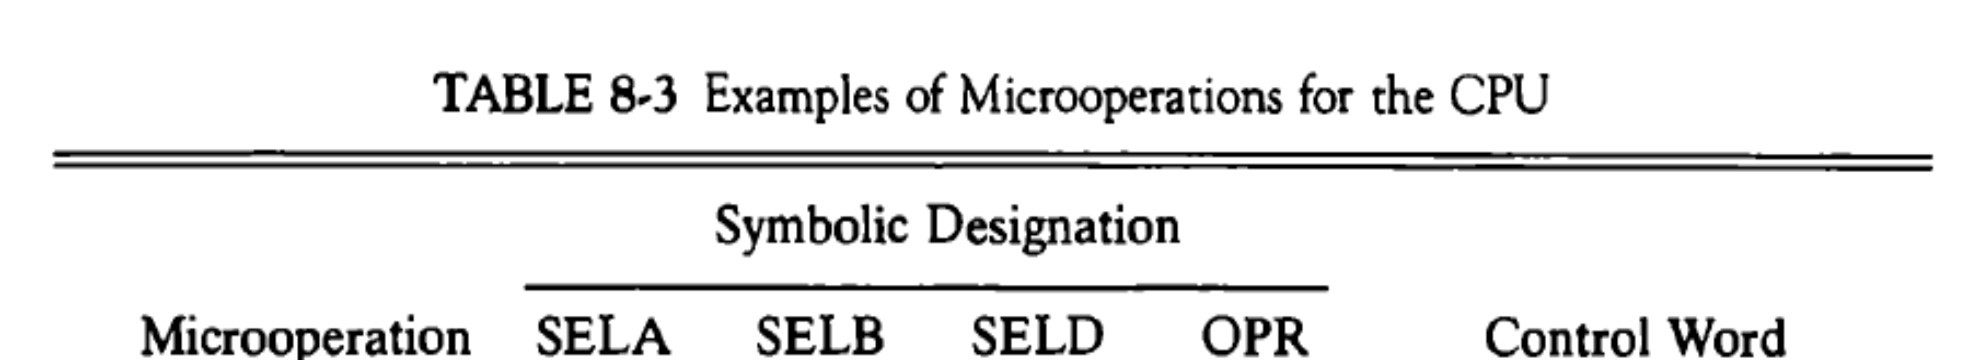 TABLE 8-3 Examples of Microoperations for the CPU
Symbolic Designation
Microoperation SELA SELB SELD OPR Control Word